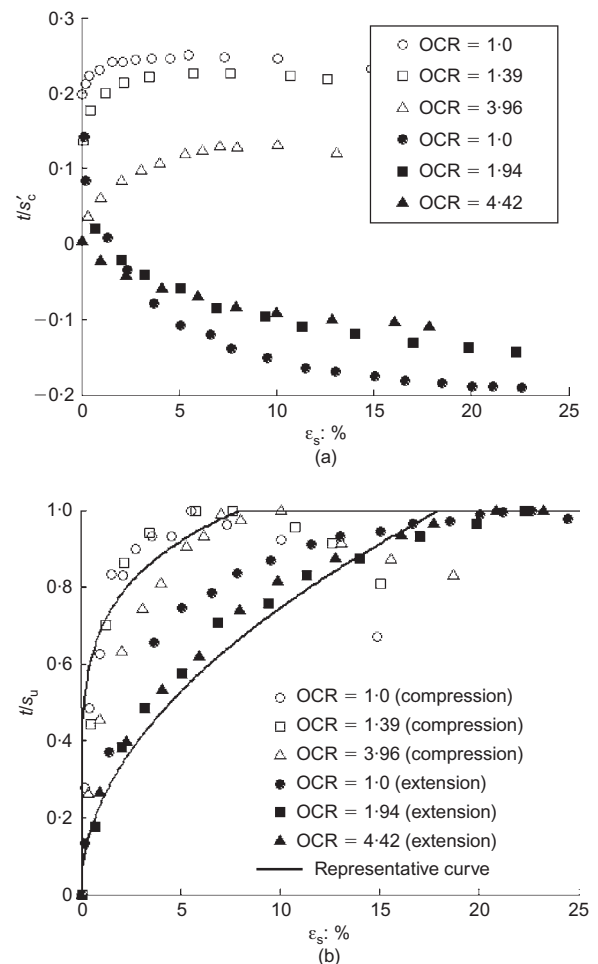 0·3
0·2
0·1
0
−0·1
−0·2
t/s′c
0
5
10
15
20
25
εs: %
(a)
OCR = 1·0
OCR = 1·39
OCR = 3·96
OCR = 1·0
OCR = 1·94
OCR = 4·42
1·0
0·8
0·6
0·4
0·2
0
t/su
0
5
10
15
20
25
εs: %
(b)
OCR = 1·0 (compression)
OCR = 1·39 (compression)
OCR = 3·96 (compression)
OCR = 1·0 (extension)
OCR = 1·94 (extension)
OCR = 4·42 (extension)
Representative curve